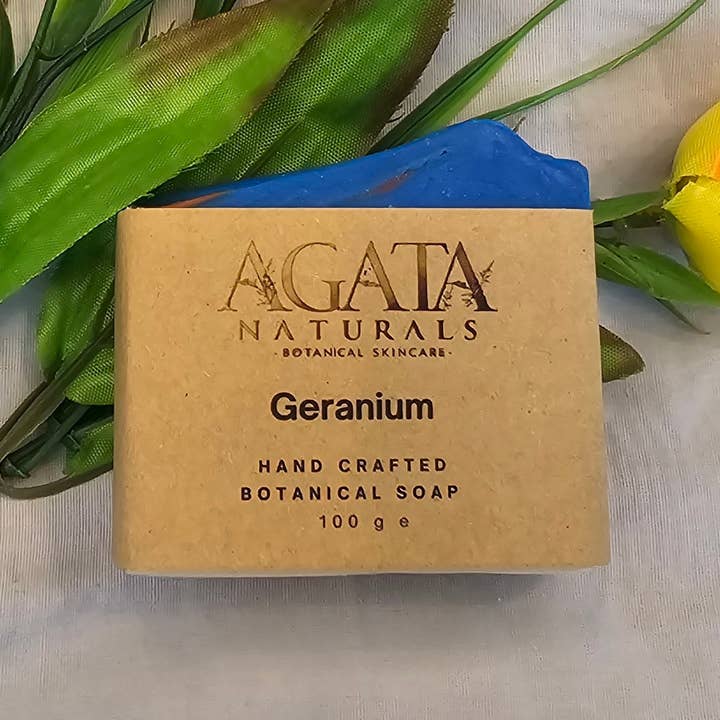 AGATA
NATURALS
- BOTANICAL SKINCARE -
Geranium
HAND CRAFTED
BOTANICAL SOAP
100 g e